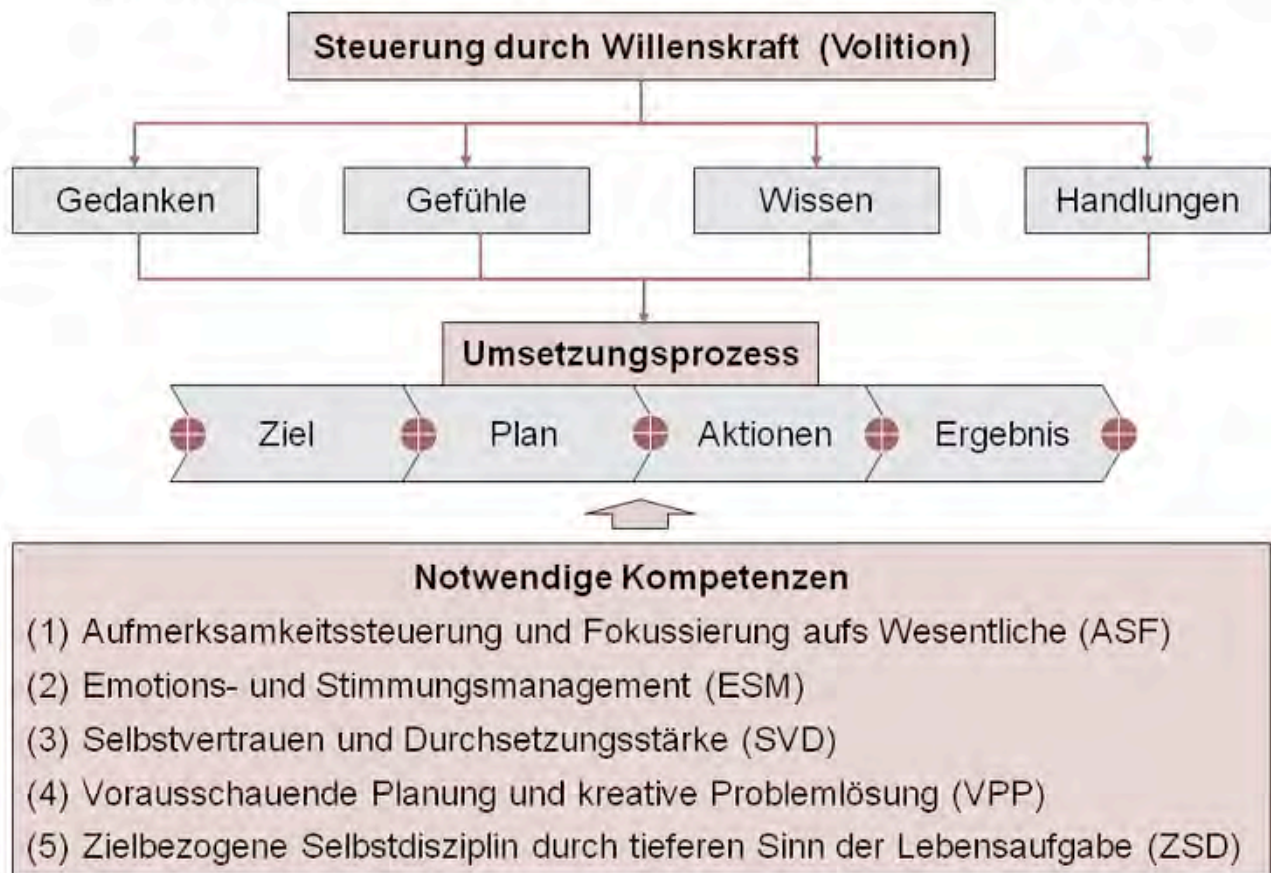 Steuerung durch Willenskraft (Volition)
Gedanken
Gefühle
Wissen
Handlungen
Umsetzungsprozess
Ziel
Plan
Aktionen
Ergebnis
Notwendige Kompetenzen
(1) Aufmerksamkeitssteuerung und Fokussierung aufs Wesentliche (ASF)
(2) Emotions- und Stimmungsmanagement (ESM)
(3) Selbstvertrauen und Durchsetzungsstärke (SVD)
(4) Vorausschauende Planung und kreative Problemlösung (VPP)
(5) Zielbezogene Selbstdisziplin durch tieferen Sinn der Lebensaufgabe (ZSD)